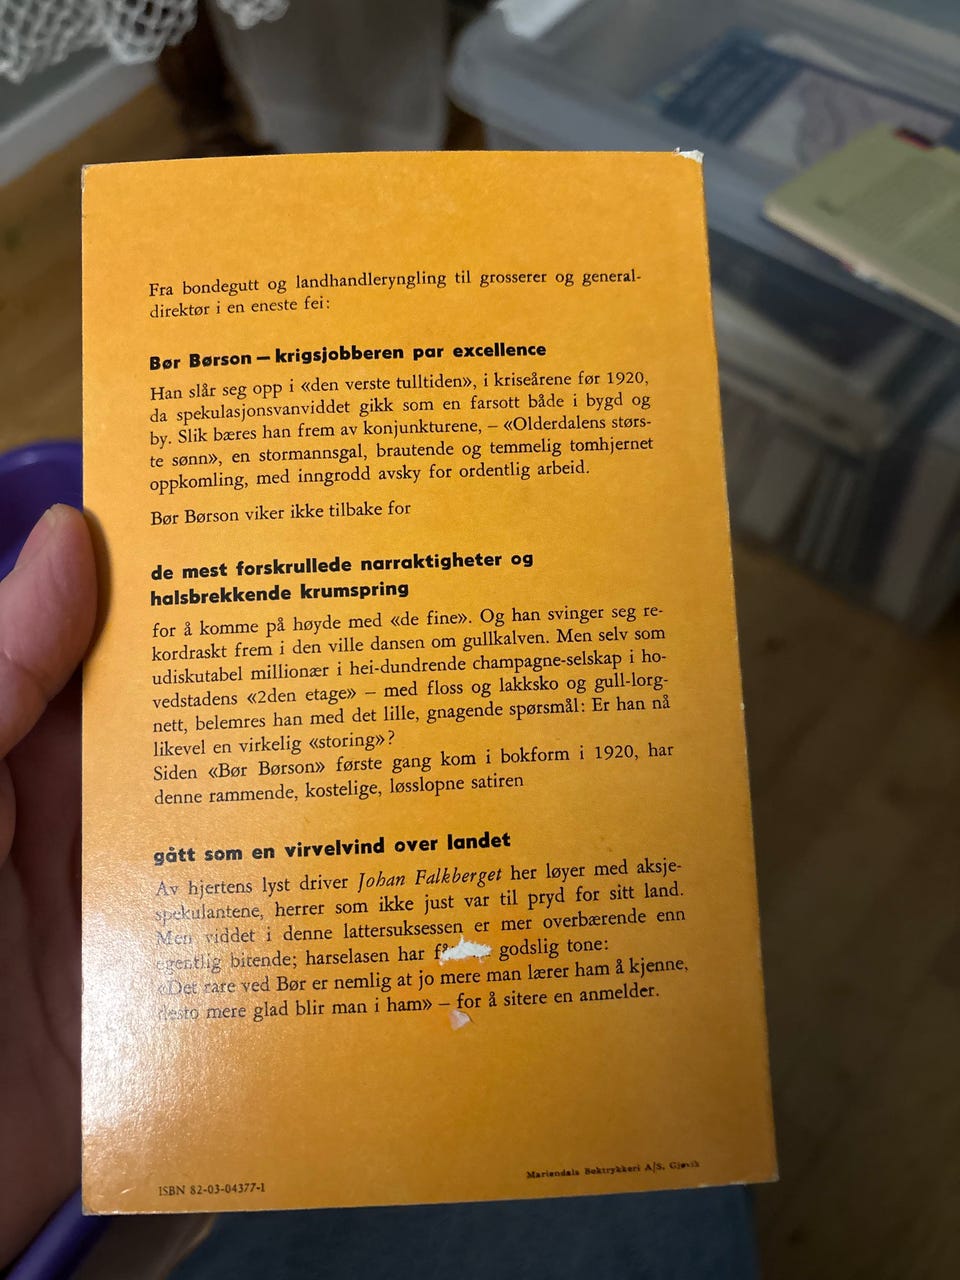 Fra bondegutt og landhandleryngling til grosserer og general-
direktør i en eneste fei:
Bør Børson – krigsjobberen par excellence
Han slår seg opp i «den verste tulltiden», i kriseårene før 1920,
da spekulasjonsvanviddet gikk som en farsott både i bygd og
by. Slik bæres han frem av konjunkturene, – «Olderdalens størs-
te sønn», en stormannsgal, brautende og temmelig tomhjernet
oppkomling, med inngrodd avsky for ordentlig arbeid.
Bør Børson viker ikke tilbake for
de mest forskrullede narraktigheter og
halsbrekkende krumspring
for å komme på høyde med «de fine». Og han svinger seg re-
kordraskt frem i den ville dansen om gullkalven. Men selv som
udiskutabel millionær i hei-dundrende champagne-selskap i ho-
vedstadens «2den etage» – med floss og lakksko og gull-lorg-
nett, belemres han med det lille, gnagende spørsmål: Er han nå
likevel en virkelig «storing»?
Siden «Bør Børson» første gang kom i bokform i 1920, har
denne rammende, kostelige, løsslopne satiren
gått som en virvelvind over landet
Av hjertens lyst driver Johan Falkberget her løyer med aksje-
spekulantene, herrer som ikke just var til pryd for sitt land.
Men viddet i denne lattersuksessen er mer overbærende enn
egentlig bitende; harselasen har godslig tone:
«Det rare ved Bør er nemlig at jo mere man lærer ham å kjenne,
desto mere glad blir man i ham» – for å sitere en anmelder.
Mariendals Boktrykkeri A/S, Gjøvik
ISBN 82-03-04377-1